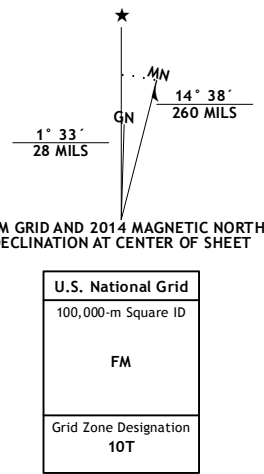 ★
MN
GN
1° 33´
28 MILS
14° 38´
260 MILS
M GRID AND 2014 MAGNETIC NORTH
DECLINATION AT CENTER OF SHEET
U.S. National Grid
100,000-m Square ID
FM
Grid Zone Designation
10T